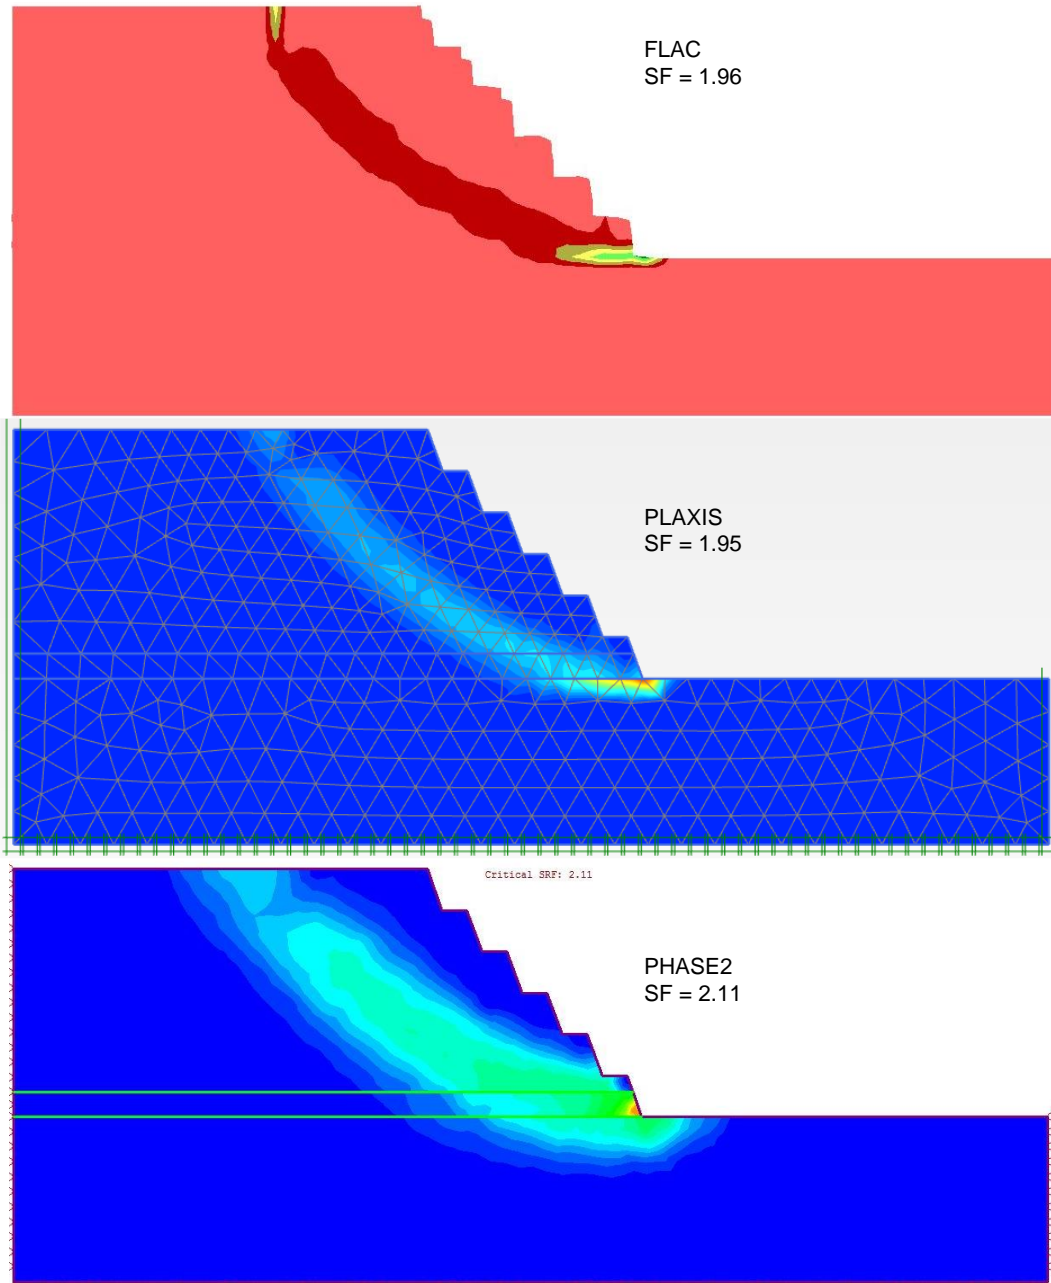 FLAC
SF = 1.96
PLAXIS
SF = 1.95
Critical SRF: 2.11
PHASE2
SF = 2.11